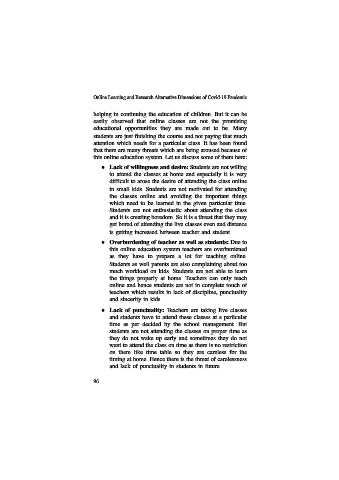 Online Learning and Research Alternative Dimensions of Covid-19 Pandemic
helping in continuing the education of children. But it can be
easily observed that online classes are not the promising
educational opportunities they are made out to be. Many
students are just finishing the course and not paying that much
attention which needs for a particular class. It has been found
that there are many threats which are being aroused because of
this online education system. Let us discuss some of them here:
• Lack of willingness and desire: Students are not willing
to attend the classes at home and especially it is very
difficult to arose the desire of attending the class online
in small kids. Students are not motivated for attending
the classes online and avoiding the important things
which need to be learned in the given particular time.
Students are not enthusiastic about attending the class
and it is creating boredom. So it is a threat that they may
get bored of attending the live classes even and distance
is getting increased between teacher and student.
• Overburdening of teacher as well as students: Due to
this online education system teachers are overburdened
as they have to prepare a lot for teaching online.
Students as well parents are also complaining about too
much workload on kids. Students are not able to learn
the things properly at home. Teachers can only teach
online and hence students are not in complete touch of
teachers which results in lack of discipline, punctuality
and sincerity in kids.
• Lack of punctuality: Teachers are taking live classes
and students have to attend these classes at a particular
time as per decided by the school management. But
students are not attending the classes on proper time as
they do not wake up early and sometimes they do not
want to attend the class on time as there is no restriction
on them like time table so they are careless for the
timing at home. Hence there is the threat of carelessness
and lack of punctuality in students in future.
86